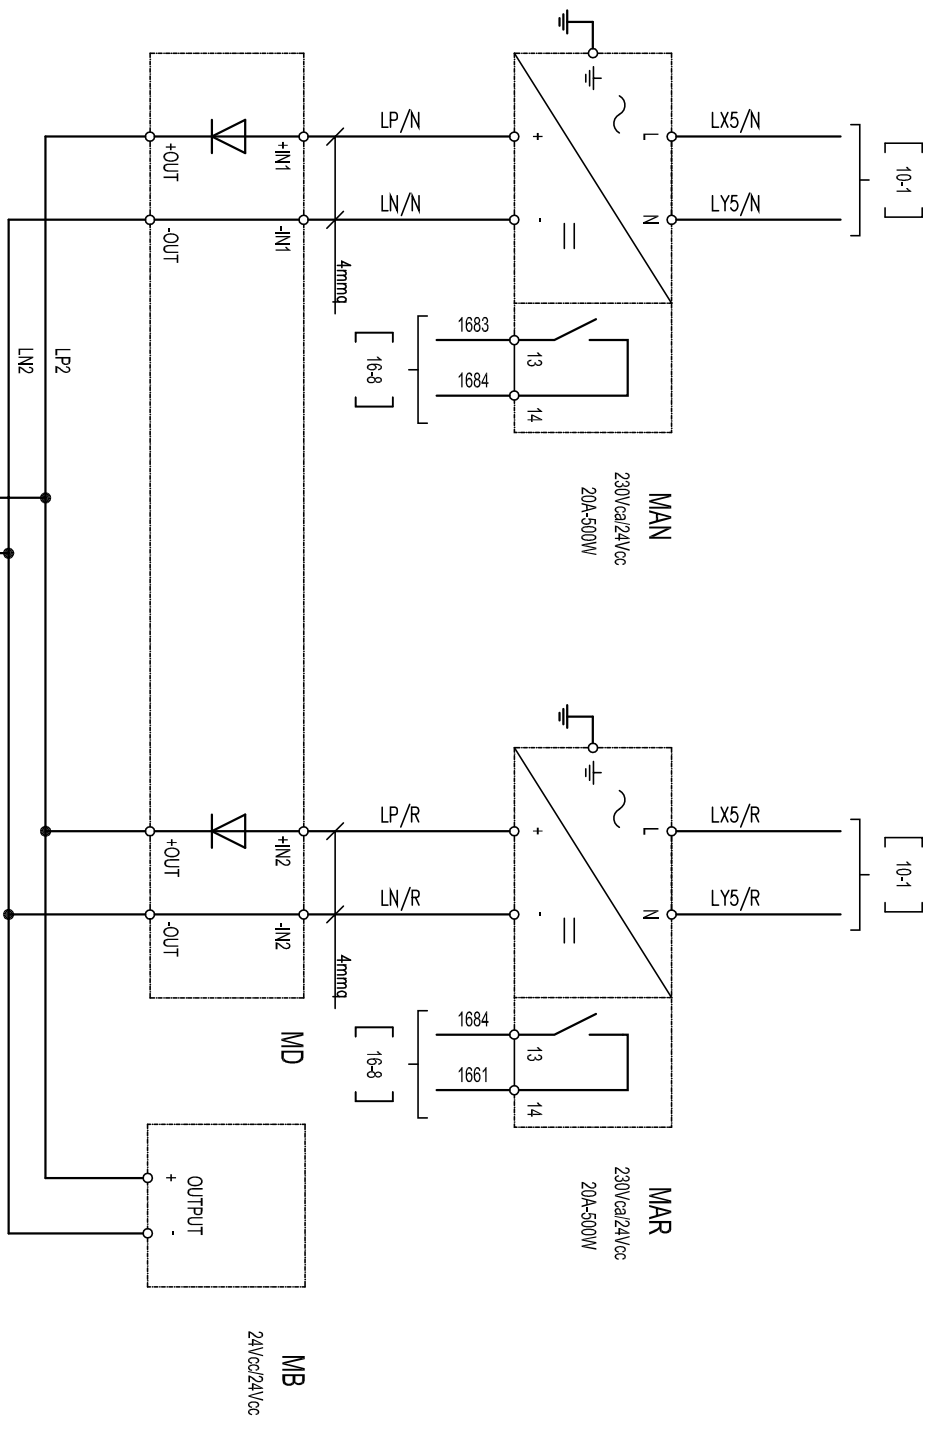 10-1
LX5/N
LY5/N
L
N
+
-
13
14
1683
1684
16-8
MAN
230Vca/24Vcc
20A-500W
LP/N
LN/N
4mmq
+IN1
-IN1
+OUT
-OUT
LP2
LN2
10-1
LX5/R
LY5/R
L
N
+
-
13
14
1684
1661
16-8
MAR
230Vca/24Vcc
20A-500W
LP/R
LN/R
4mmq
+IN2
-IN2
+OUT
-OUT
MD
OUTPUT
+
-
MB
24Vcc/24Vcc